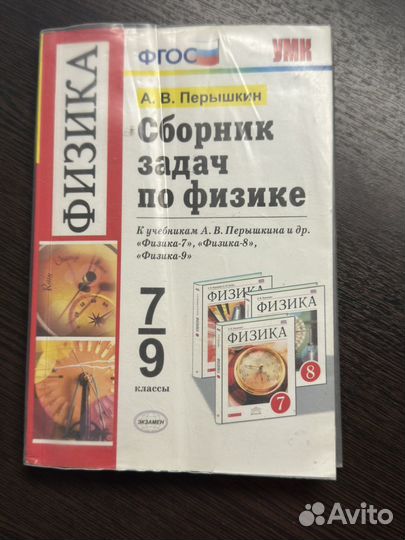 ФИЗИКА
ФГОС
УМК
А. В. Перышкин
Сборник
задач
по физике
К учебникам А. В. Перышкина и др.
«Физика-7», «Физика-8»,
«Физика-9»
7
9
классы
ФИЗИКА
ФИЗИКА
8
ФИЗИКА
7
ЭКЗАМЕН
Avito